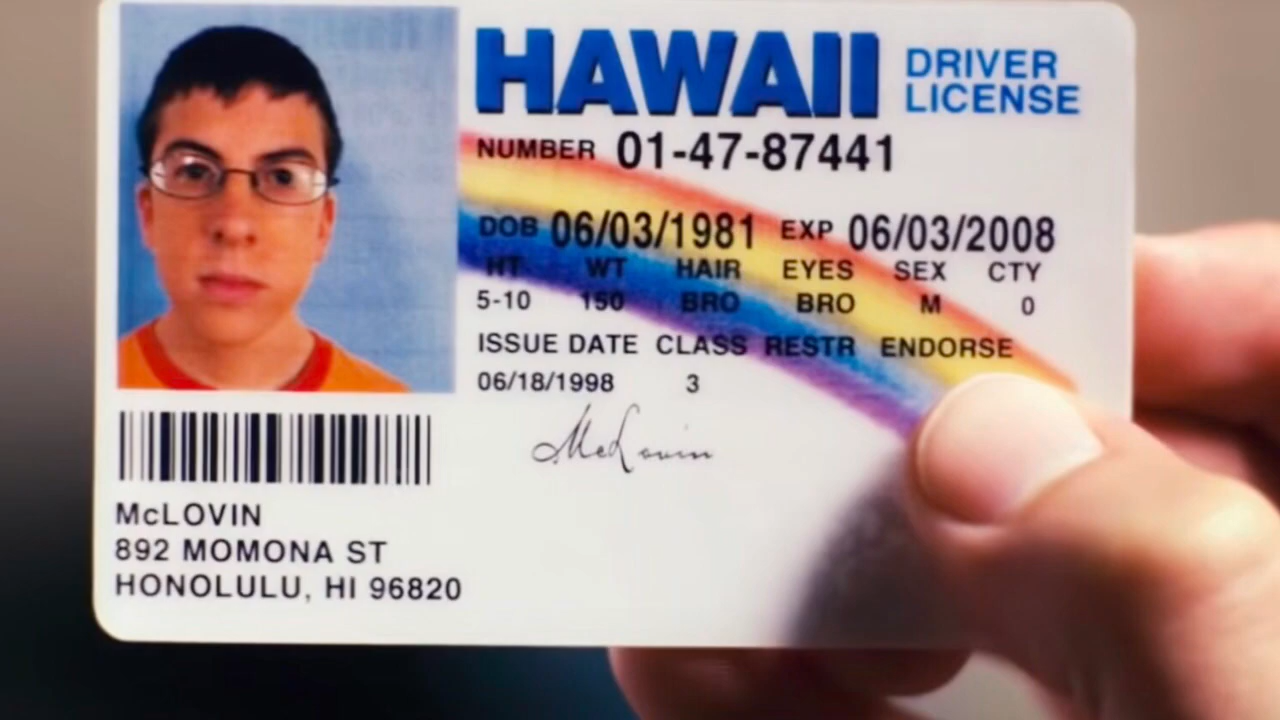 HAWAII DRIVER LICENSE
NUMBER 01-47-87441
DOB 06/03/1981 EXP 06/03/2008
HT WT HAIR EYES SEX CTY
5-10 150 BRO BRO M 0
ISSUE DATE CLASS RESTR ENDORSE
06/18/1998 3
McLovin
McLOVIN
892 MOMONA ST
HONOLULU, HI 96820